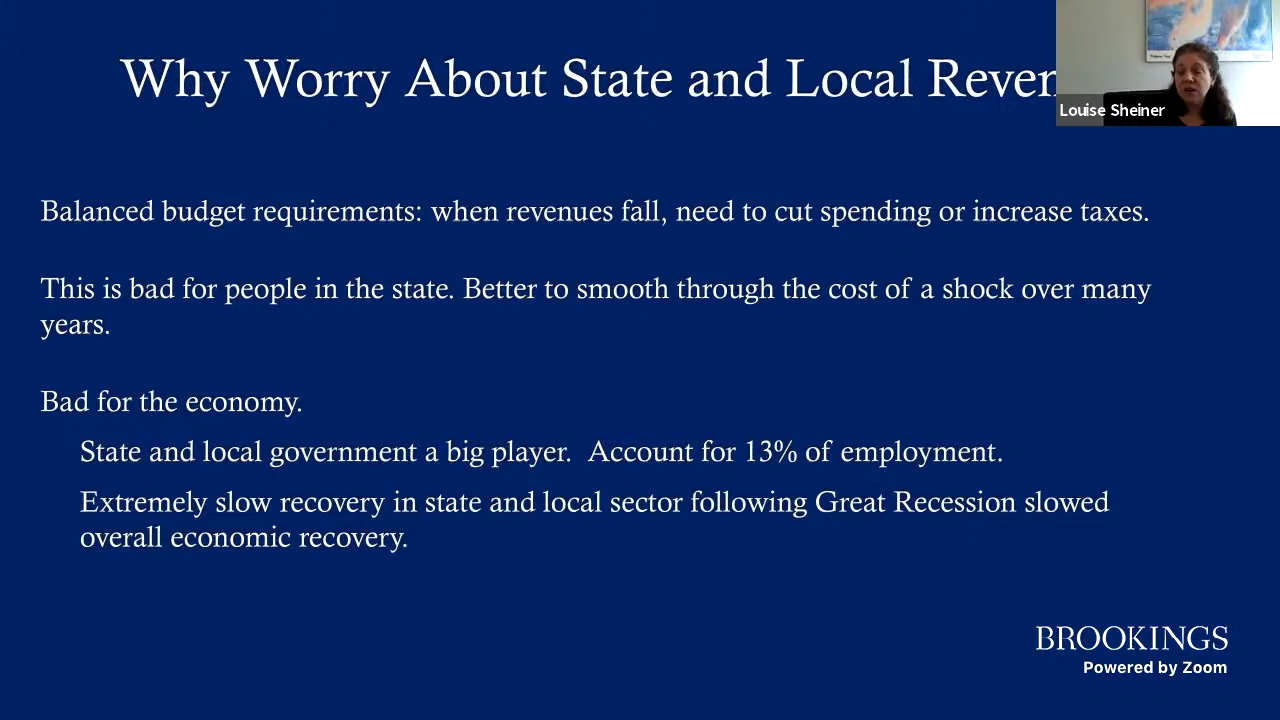 Why Worry About State and Local Reven
Louise Sheiner
Balanced budget requirements: when revenues fall, need to cut spending or increase taxes.
This is bad for people in the state. Better to smooth through the cost of a shock over many
years.
Bad for the economy.
State and local government a big player.  Account for 13% of employment.
Extremely slow recovery in state and local sector following Great Recession slowed
overall economic recovery.
BROOKINGS
Powered by Zoom